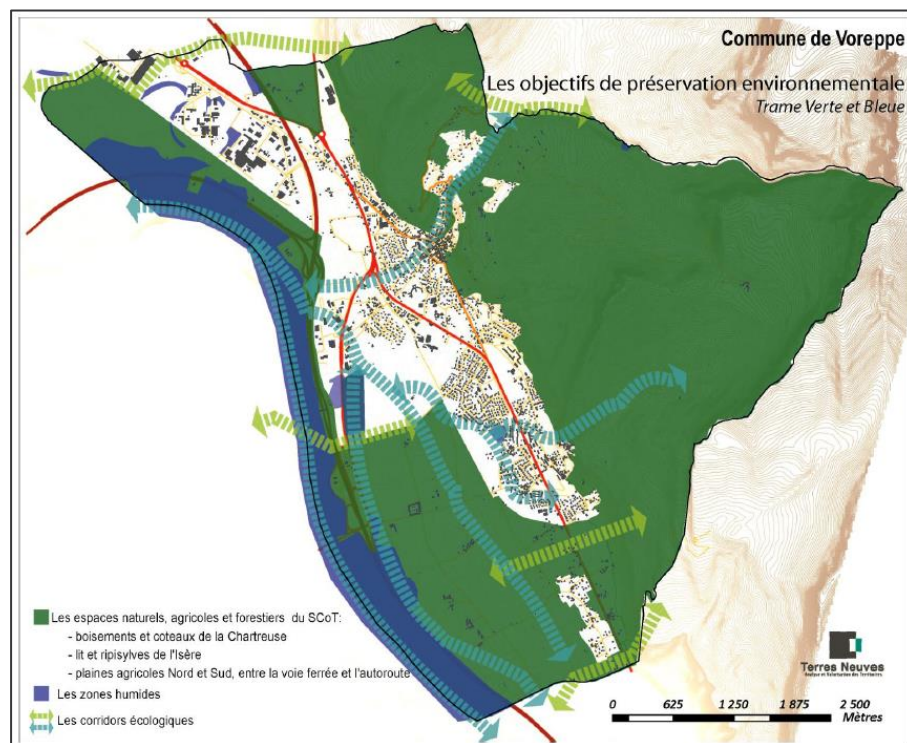 Commune de Voreppe
Les objectifs de préservation environnementale
Trame Verte et Bleue
Les espaces naturels, agricoles et forestiers du SCoT:
- boisements et coteaux de la Chartreuse
- lit et ripisylves de l'Isère
- plaines agricoles Nord et Sud, entre la voie ferrée et l'autoroute
Les zones humides
Les corridors écologiques
Terres Neuves
0 625 1 250 1 875 2 500
Mètres